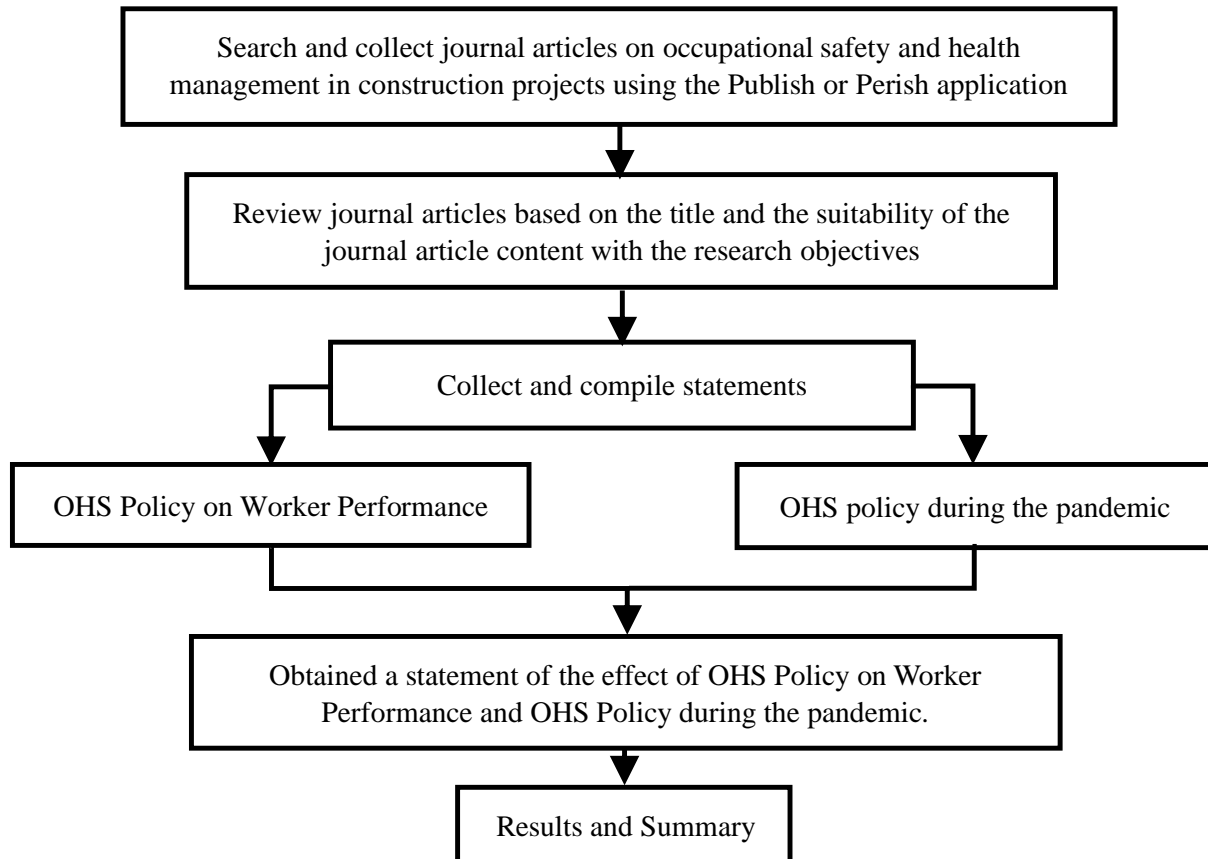 Search and collect journal articles on occupational safety and health
management in construction projects using the Publish or Perish application
Review journal articles based on the title and the suitability of the
journal article content with the research objectives
Collect and compile statements
OHS Policy on Worker Performance
OHS policy during the pandemic
Obtained a statement of the effect of OHS Policy on Worker
Performance and OHS Policy during the pandemic.
Results and Summary